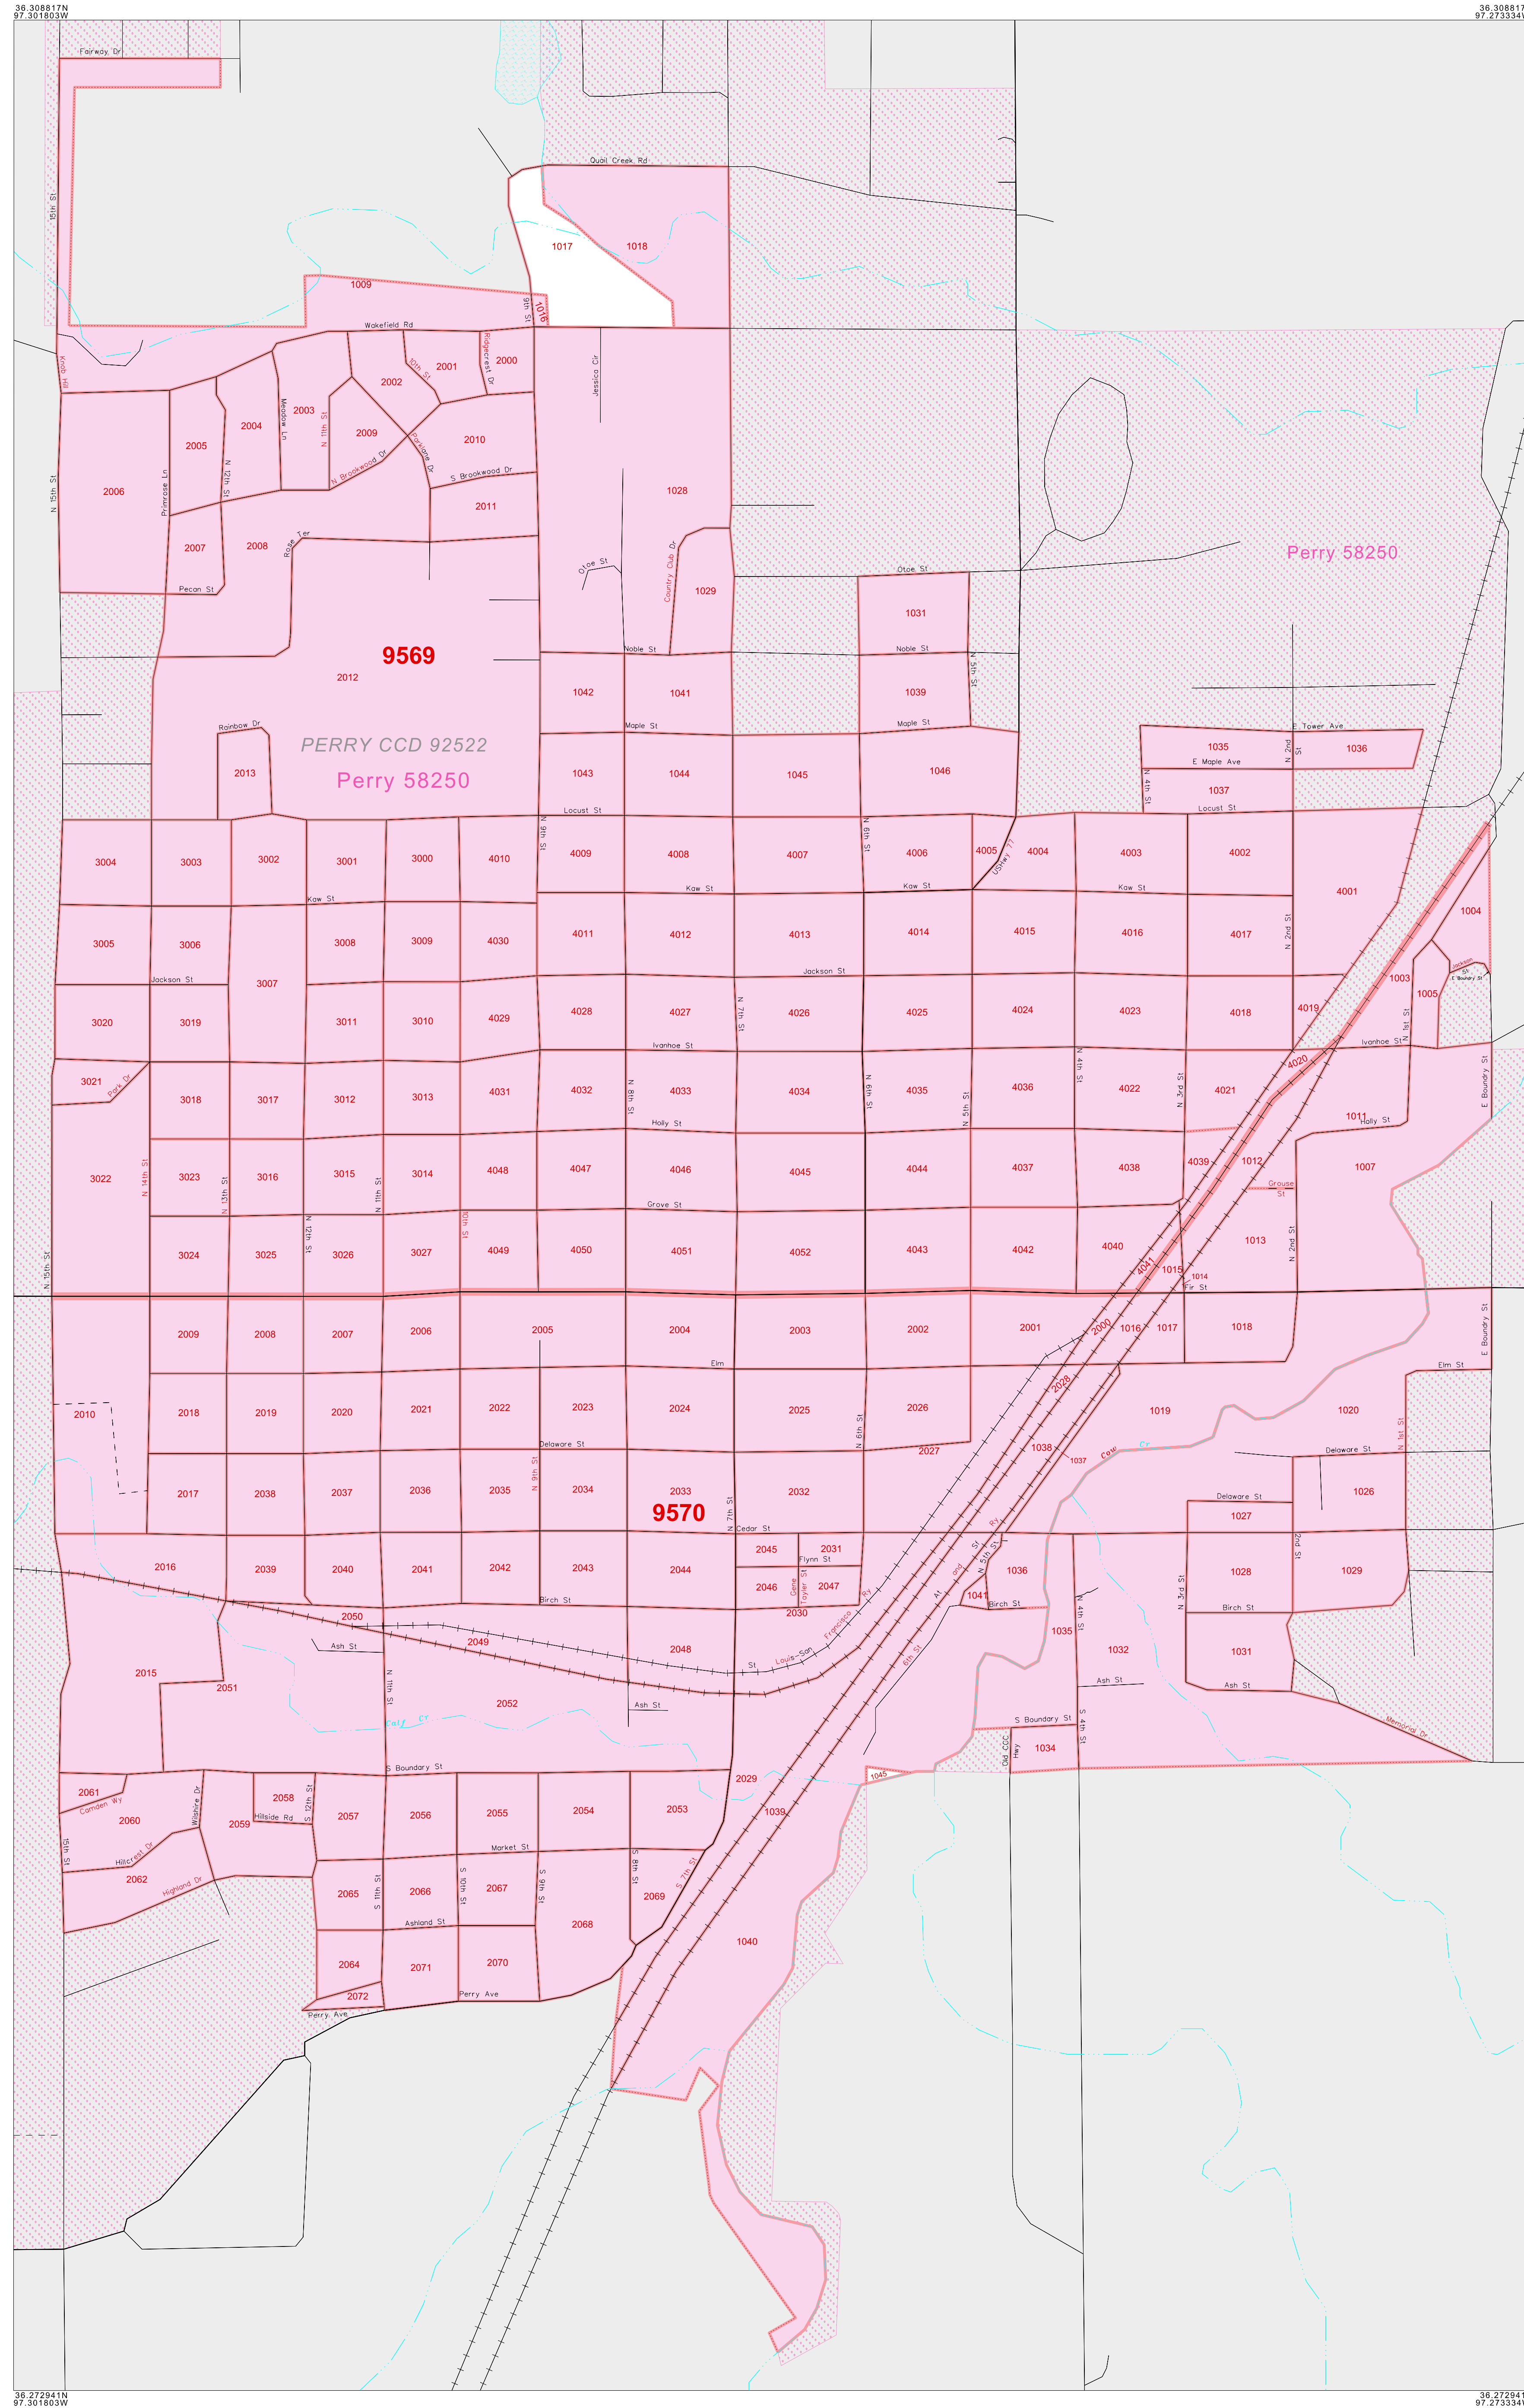 36.308817N
97.301803W
36.308817
97.273334W
Fairway Dr
15th St
Quail Creek Rd
1017
1018
1009
1016
9th St
Wakefield Rd
Knob Hill
Ridgecrest Dr
2000
2001
10th St
2002
Jessica Cir
Meadow Ln
2003
N 11th St
2004
2005
2009
Parklane Dr
2010
N Brookwood Dr
S Brookwood Dr
N 12th St
Primrose Ln
2006
N 15th St
1028
2011
2007
2008
Rose Ter
Country Club Dr
Perry 58250
Otoe St
Otoe St
Pecan St
1029
1031
Noble St
Noble St
9569
2012
N 5th St
1042
1041
1039
Rainbow Dr
Maple St
Maple St
E Tower Ave
PERRY CCD 92522
1035
N 2nd St
1036
E Maple Ave
Perry 58250
2013
1043
1044
1045
1046
N 4th St
1037
Locust St
Locust St
N 9th St
N 6th St
3004
3003
3002
3001
3000
4010
4009
4008
4007
4006
4005
USHwy 77
4004
4003
4002
Kaw St
Kaw St
Kaw St
Kaw St
4001
1004
3005
3006
3008
3009
4030
4011
4012
4013
4014
4015
4016
4017
N 2nd St
Jackson St
Jackson St
Jackson St
E Boundry St
3007
1003
1005
3020
3019
3011
3010
4029
4028
4027
N 7th St
4026
4025
4024
4023
4018
4019
N 1st St
Ivanhoe St
Ivanhoe St
4020
3021
Park Dr
3018
3017
3012
3013
4031
4032
N 8th St
4033
4034
N 6th St
4035
N 5th St
4036
N 4th St
4022
N 3rd St
4021
E Boundry St
1011
Holly St
Holly St
3022
N 14th St
3023
N 13th St
3016
3015
N 11th St
3014
4048
4047
4046
4045
4044
4037
4038
4039
1012
1007
Grouse St
Grove St
N 15th St
3024
3025
N 12th St
3026
3027
10th St
4049
4050
4051
4052
4043
4042
4040
4041
1015
1014
1013
N 2nd St
Fir St
2009
2008
2007
2006
2005
2004
2003
2002
2001
2000
1016
1017
1018
E Boundry St
Elm
Elm St
2010
2018
2019
2020
2021
2022
2023
2024
2025
N 6th St
2026
2028
1019
1020
N 1st St
Delaware St
2027
1038
1037
Cow Cr
Delaware St
2017
2038
2037
2036
2035
N 9th St
2034
2033
9570
N 7th St
2032
Delaware St
1027
1026
N Cedar St
2016
2039
2040
2041
2042
2043
2044
2045
2031
Flynn St
2046
Gene Taylor St
2047
At and Sf Ry
N 5th St
1036
2nd St
1028
1029
N 3rd St
1041
Birch St
Birch St
N 4th St
Birch St
2050
2030
Ash St
2049
2048
St Louis-San Francisco Ry
6th St
1035
1032
1031
2015
2051
N 11th St
2052
Ash St
Ash St
Ash St
Calf Cr
S Boundary St
S 4th St
Memorial Dr
S Boundary St
Old CCC Hwy
1034
2029
1045
2061
Camden Wy
2060
Wilshire Dr
2059
2058
Hillside Rd
S 12th St
2057
2056
2055
2054
2053
1039
15th St
Hillcrest Dr
Market St
2062
Highland Dr
2065
S 11th St
2066
S 10th St
2067
S 9th St
S 8th St
S 7th St
2069
Ashland St
2068
1040
2064
2071
2070
2072
Perry Ave
Perry Ave
36.272941N
97.301803W
36.272941
97.273334